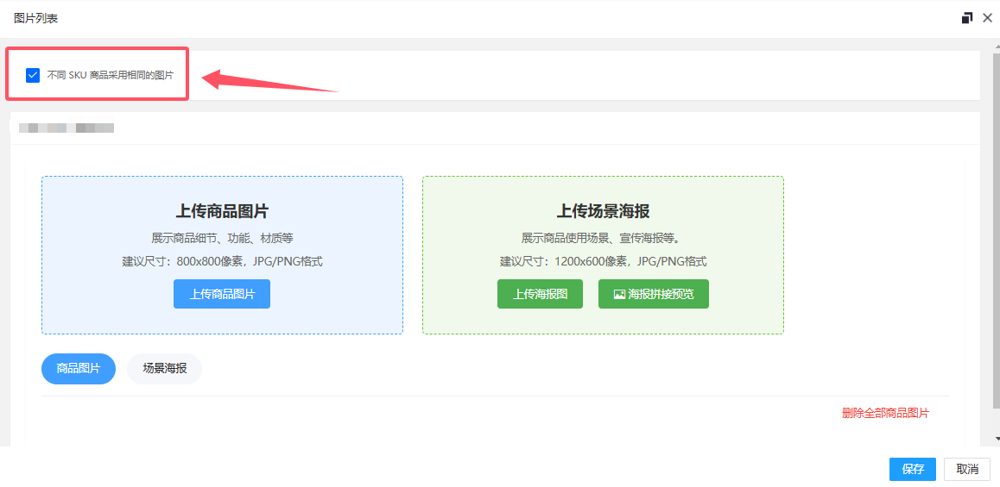 图片列表
不同 SKU 商品采用相同的图片
上传商品图片
展示商品细节、功能、材质等
建议尺寸：800x800像素，JPG/PNG格式
上传商品图片
上传场景海报
展示商品使用场景、宣传海报等。
建议尺寸：1200x600像素，JPG/PNG格式
上传海报图
海报拼接预览
商品图片
场景海报
删除全部商品图片
保存
取消